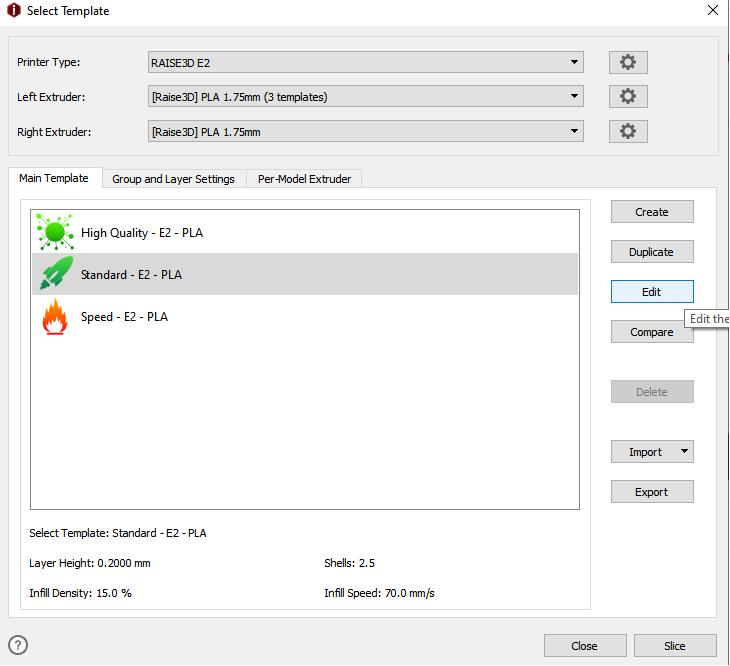 Select Template
Printer Type:
RAISE3D E2
Left Extruder:
[Raise3D] PLA 1.75mm (3 templates)
Right Extruder:
[Raise3D] PLA 1.75mm
Main Template
Group and Layer Settings
Per-Model Extruder
High Quality - E2 - PLA
Standard - E2 - PLA
Speed - E2 - PLA
Create
Duplicate
Edit
Edit the
Compare
Delete
Import
Export
Select Template: Standard - E2 - PLA
Layer Height: 0.2000 mm
Shells: 2.5
Infill Density: 15.0 %
Infill Speed: 70.0 mm/s
?
Close
Slice